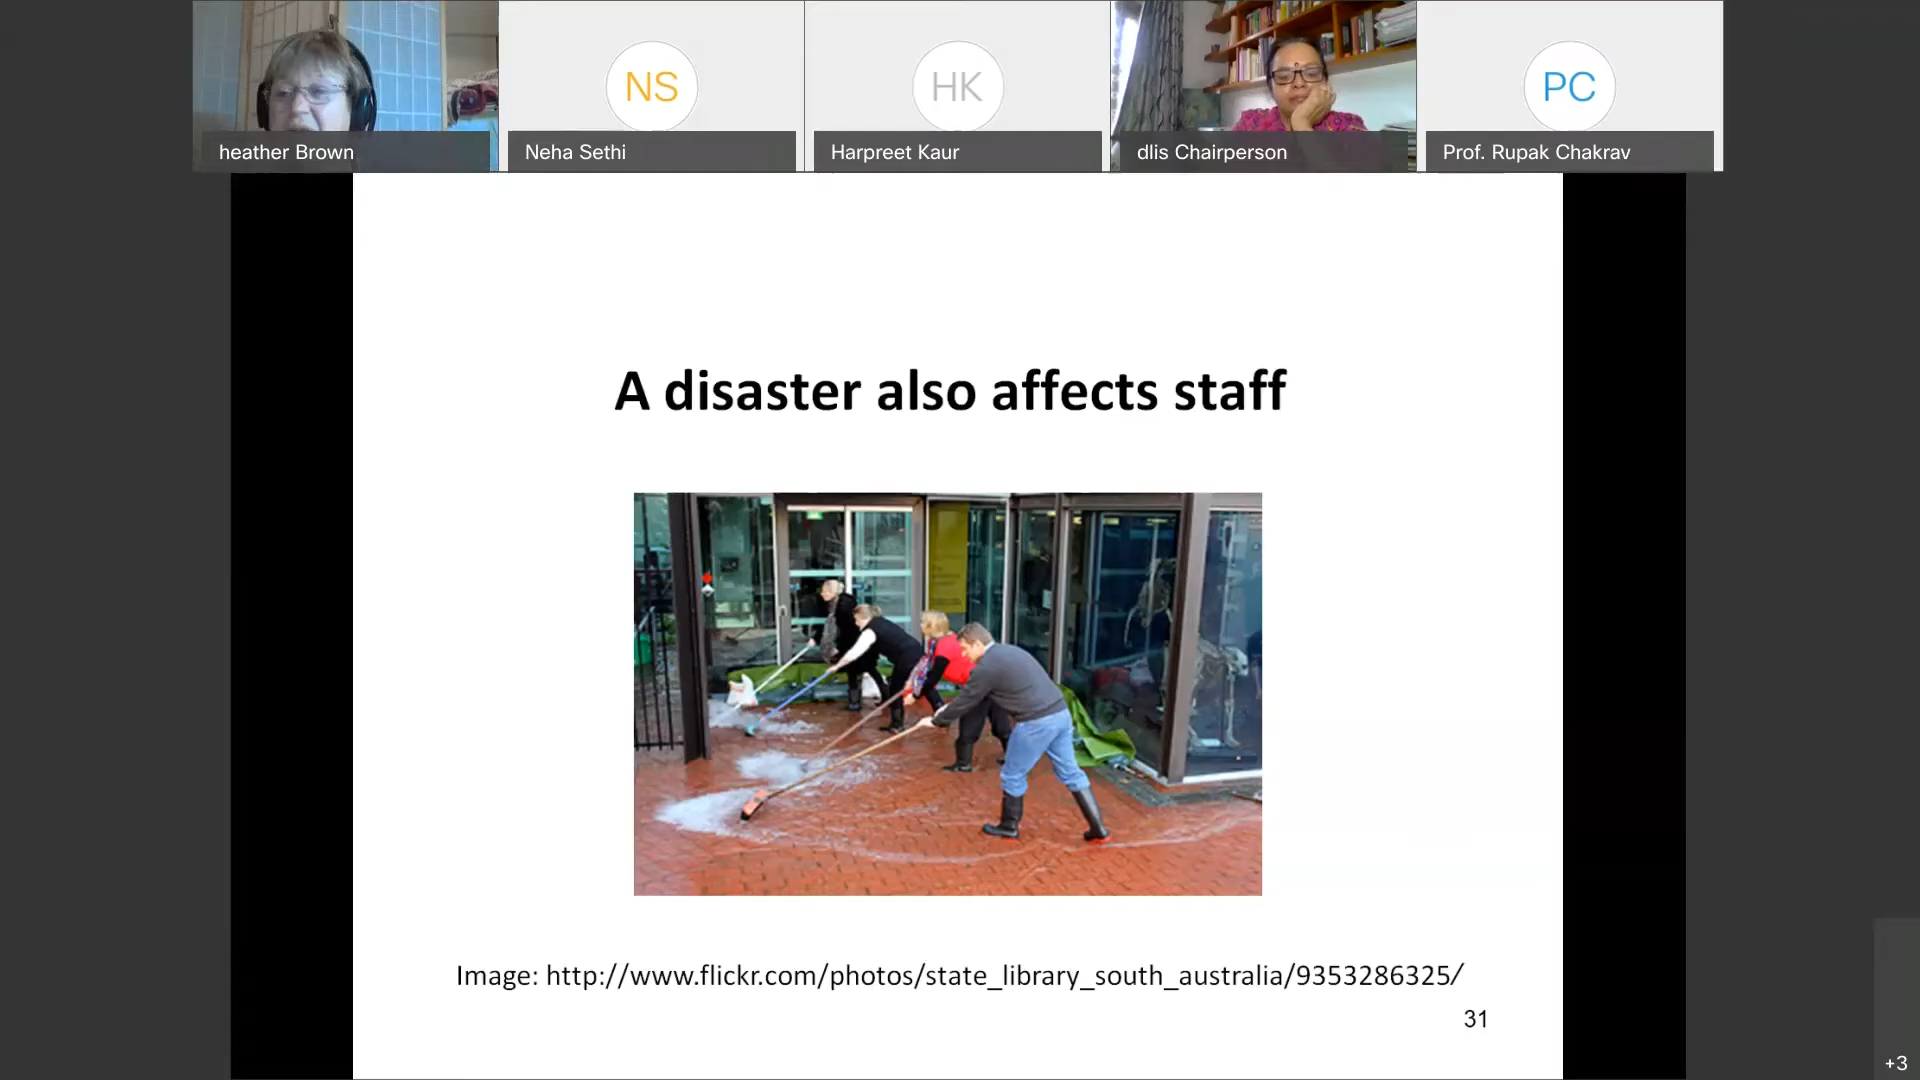 NS
HK
PC
heather Brown
Neha Sethi
Harpreet Kaur
dlis Chairperson
Prof. Rupak Chakrav
A disaster also affects staff
Image: http://www.flickr.com/photos/state_library_south_australia/9353286325/
31
+3